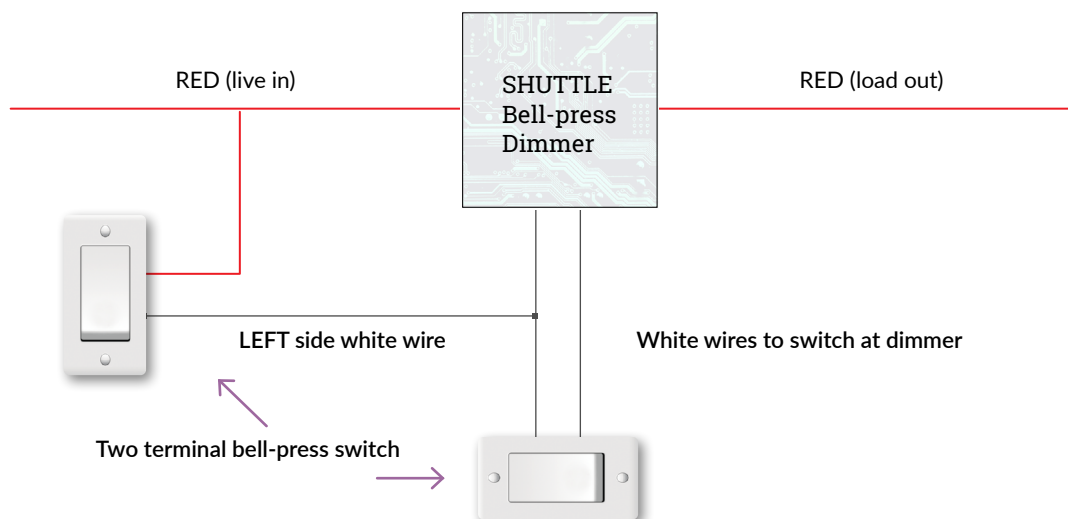 RED (live in)
SHUTTLE
Bell-press
Dimmer
RED (load out)
LEFT side white wire
White wires to switch at dimmer
Two terminal bell-press switch